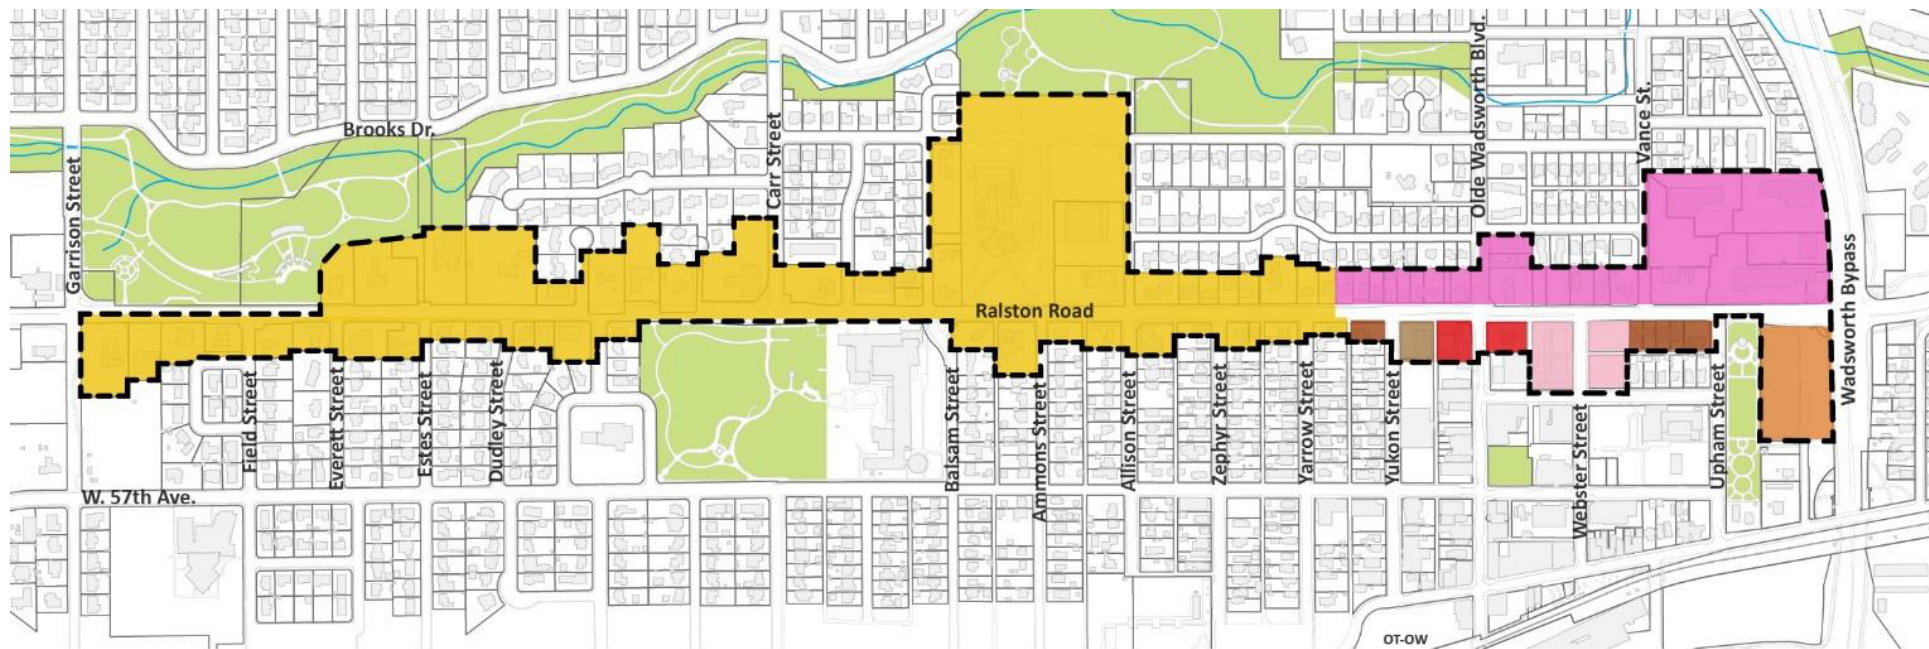 Brooks Dr.
Garrison Street
Carr Street
Olde Wadsworth Blvd.
Vance St.
Wadsworth Bypass
Ralston Road
Field Street
Everett Street
Estes Street
Dudley Street
Balsam Street
Ammons Street
Allison Street
Zephyr Street
Yarrow Street
Yukon Street
Webster Street
Upham Street
W. 57th Ave.
OT-OW